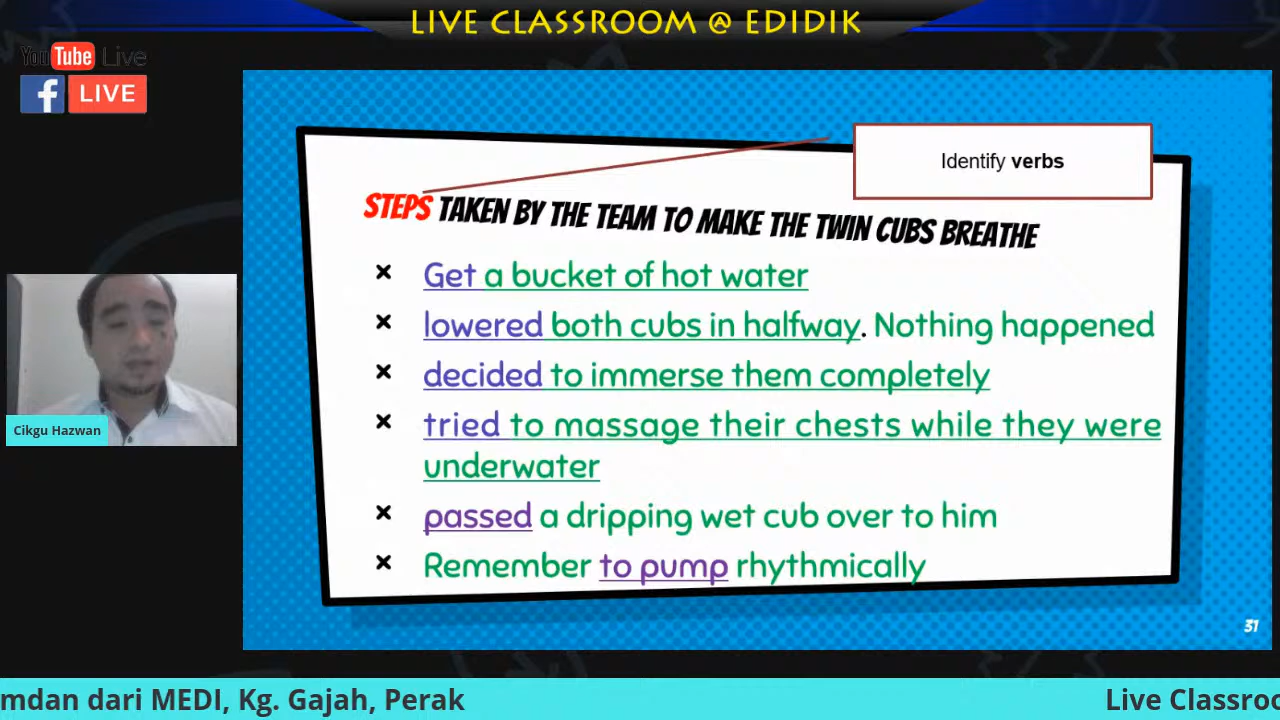 LIVE CLASSROOM @ EDIDIK
YouTube Live
f LIVE
Identify verbs
STEPS TAKEN BY THE TEAM TO MAKE THE TWIN CUBS BREATHE
× Get a bucket of hot water
× lowered both cubs in halfway. Nothing happened
× decided to immerse them completely
× tried to massage their chests while they were
underwater
× passed a dripping wet cub over to him
× Remember to pump rhythmically
Cikgu Hazwan
31
mdan dari MEDI, Kg. Gajah, Perak
Live Classroo